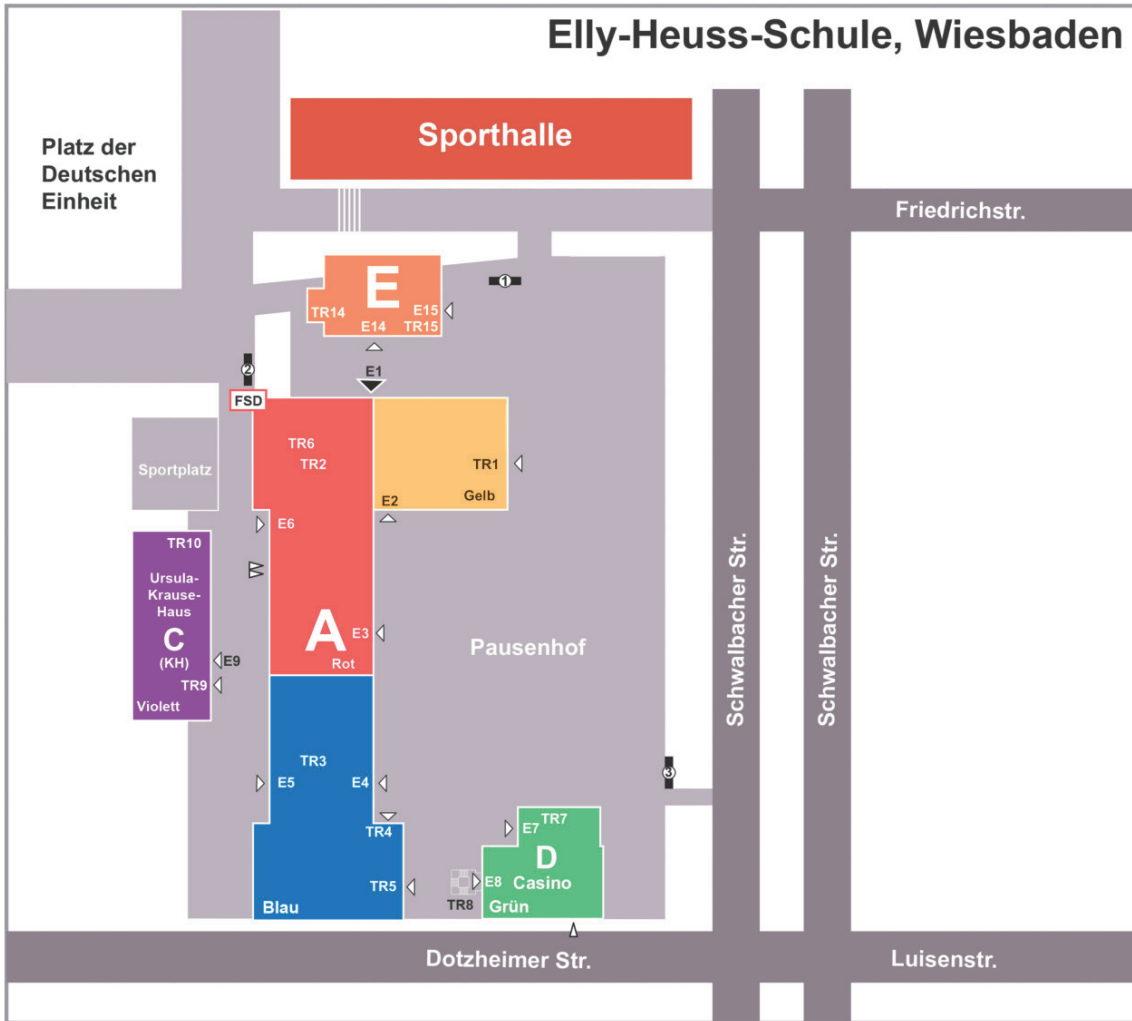 Elly-Heuss-Schule, Wiesbaden
Sporthalle
Platz der
Deutschen
Einheit
Friedrichstr.
E
1
TR14
E15
E14
TR15
2
E1
FSD
TR6
TR2
TR1
Sportplatz
Gelb
E2
E6
TR10
Ursula-
Krause-
Haus
C
(KH)
E9
TR9
Violett
A
E3
Rot
Pausenhof
Schwalbacher Str.
Schwalbacher Str.
TR3
E5
E4
3
TR4
TR7
E7
D
TR5
E8
Casino
TR8
Grün
Blau
Dotzheimer Str.
Luisenstr.